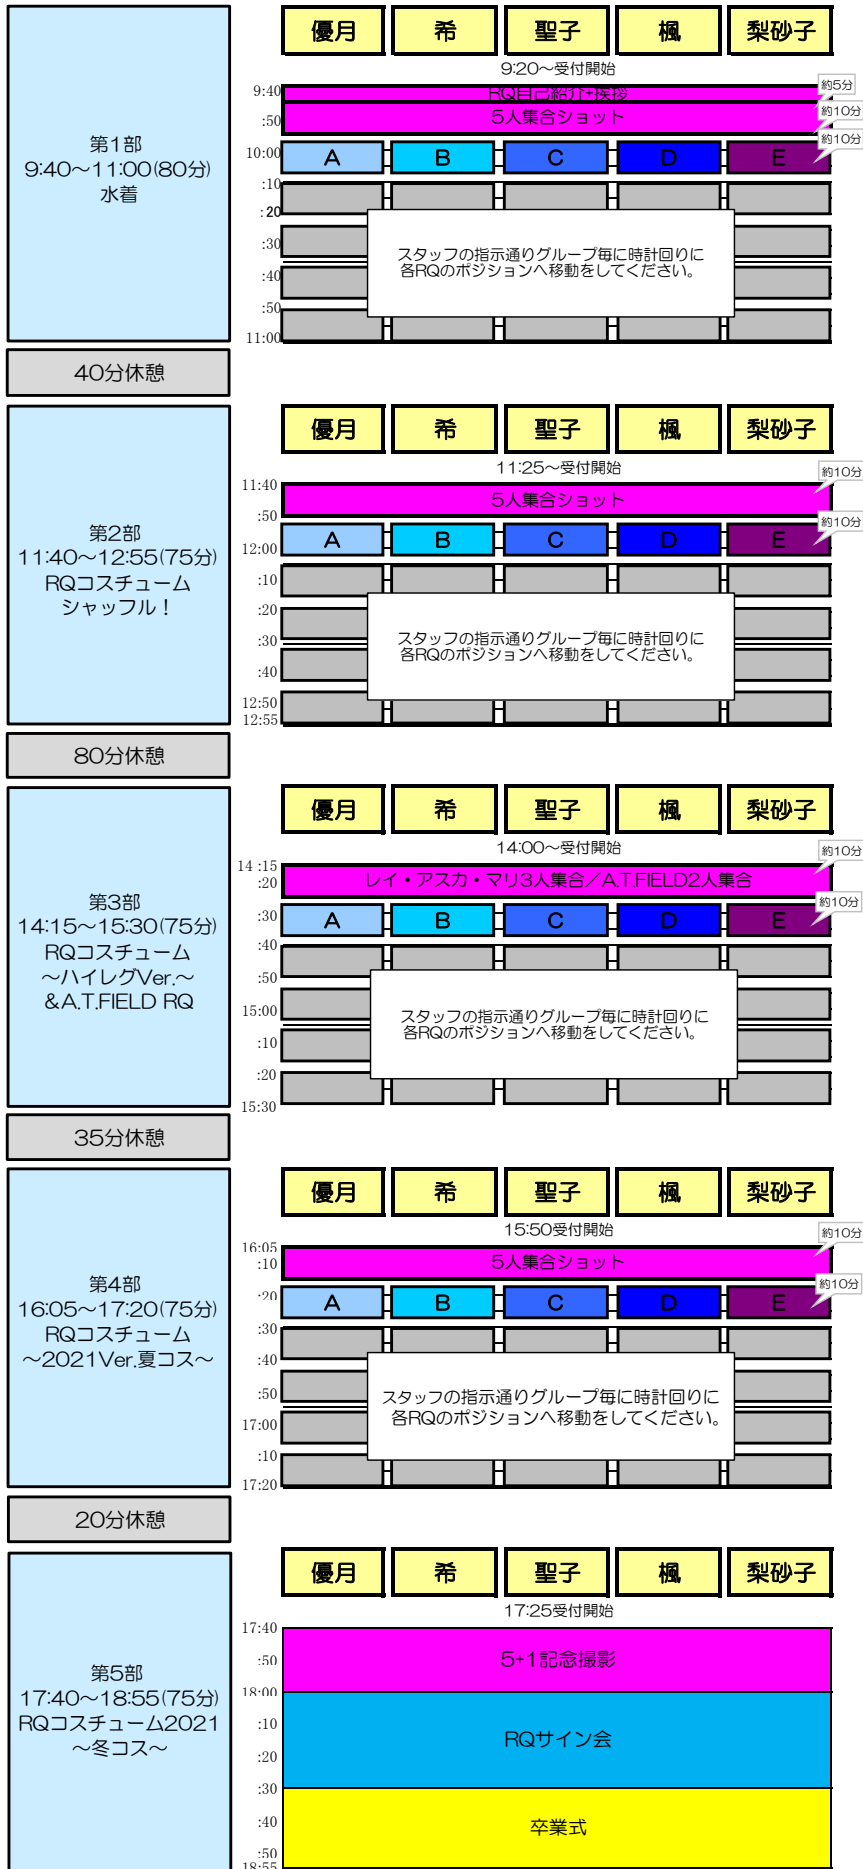 第1部
9:40～11:00(80分)
水着
優月 希 聖子 楓 梨砂子
9:20～受付開始
9:40
RQ自己紹介+挨拶
約5分
:50
5人集合ショット
約10分
10:00
A B C D E
約10分
:10
:20
:30
:40
:50
11:00
スタッフの指示通りグループ毎に時計回りに
各RQのポジションへ移動をしてください。
40分休憩
第2部
11:40～12:55(75分)
RQコスチューム
シャッフル！
優月 希 聖子 楓 梨砂子
11:25～受付開始
11:40
5人集合ショット
約10分
:50
A B C D E
約10分
12:00
:10
:20
:30
:40
12:50
12:55
スタッフの指示通りグループ毎に時計回りに
各RQのポジションへ移動をしてください。
80分休憩
第3部
14:15～15:30(75分)
RQコスチューム
～ハイレグVer.～
&A.T.FIELD RQ
優月 希 聖子 楓 梨砂子
14:00～受付開始
14 :15
:20
レイ・アスカ・マリ3人集合／A.T.FIELD2人集合
約10分
:30
A B C D E
約10分
:40
:50
15:00
:10
:20
15:30
スタッフの指示通りグループ毎に時計回りに
各RQのポジションへ移動をしてください。
35分休憩
第4部
16:05～17:20(75分)
RQコスチューム
～2021Ver.夏コス～
優月 希 聖子 楓 梨砂子
15:50受付開始
16:05
:10
5人集合ショット
約10分
:20
A B C D E
約10分
:30
:40
:50
17:00
:10
17:20
スタッフの指示通りグループ毎に時計回りに
各RQのポジションへ移動をしてください。
20分休憩
第5部
17:40～18:55(75分)
RQコスチューム2021
～冬コス～
優月 希 聖子 楓 梨砂子
17:25受付開始
17:40
:50
5+1記念撮影
18:00
:10
RQサイン会
:20
:30
:40
卒業式
:50
18:55